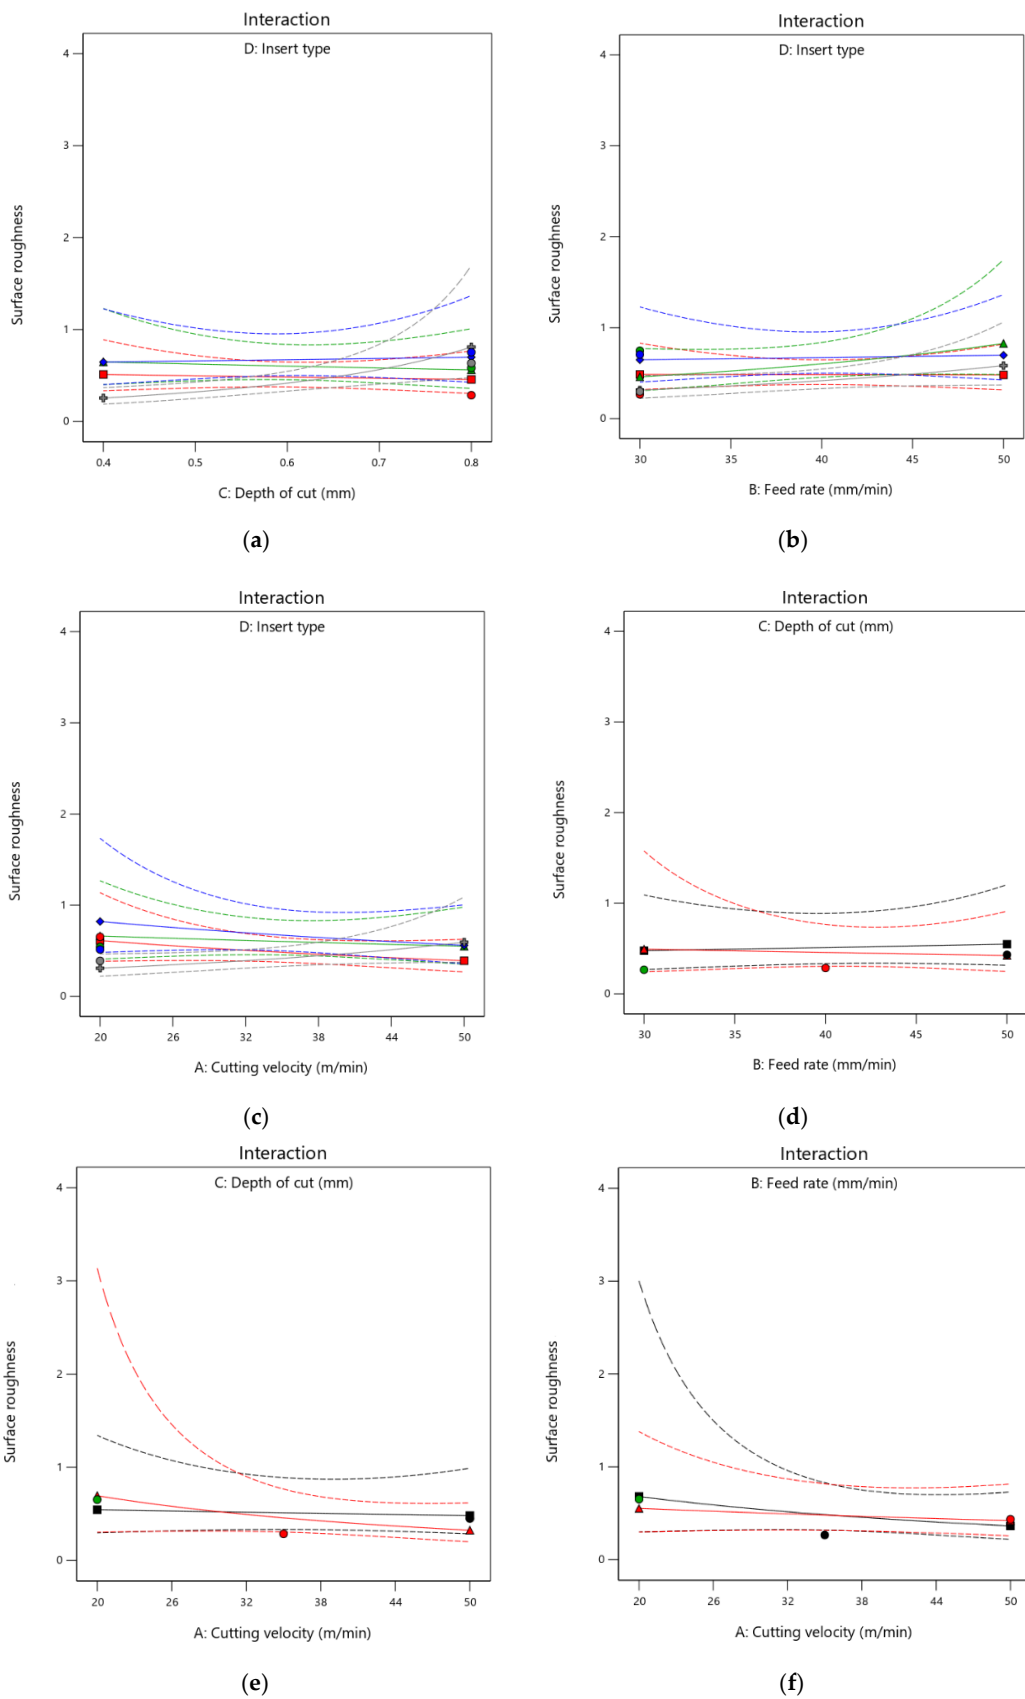 Interaction
D: Insert type
4
3
2
1
0
Surface roughness
0.4 0.5 0.6 0.7 0.8
C: Depth of cut (mm)
(a)
Interaction
D: Insert type
4
3
2
1
0
Surface roughness
30 35 40 45 50
B: Feed rate (mm/min)
(b)
Interaction
D: Insert type
4
3
2
1
0
Surface roughness
20 26 32 38 44 50
A: Cutting velocity (m/min)
(c)
Interaction
C: Depth of cut (mm)
4
3
2
1
0
Surface roughness
30 35 40 45 50
B: Feed rate (mm/min)
(d)
Interaction
C: Depth of cut (mm)
4
3
2
1
0
Surface roughness
20 26 32 38 44 50
A: Cutting velocity (m/min)
(e)
Interaction
B: Feed rate (mm/min)
4
3
2
1
0
Surface roughness
20 26 32 38 44 50
A: Cutting velocity (m/min)
(f)